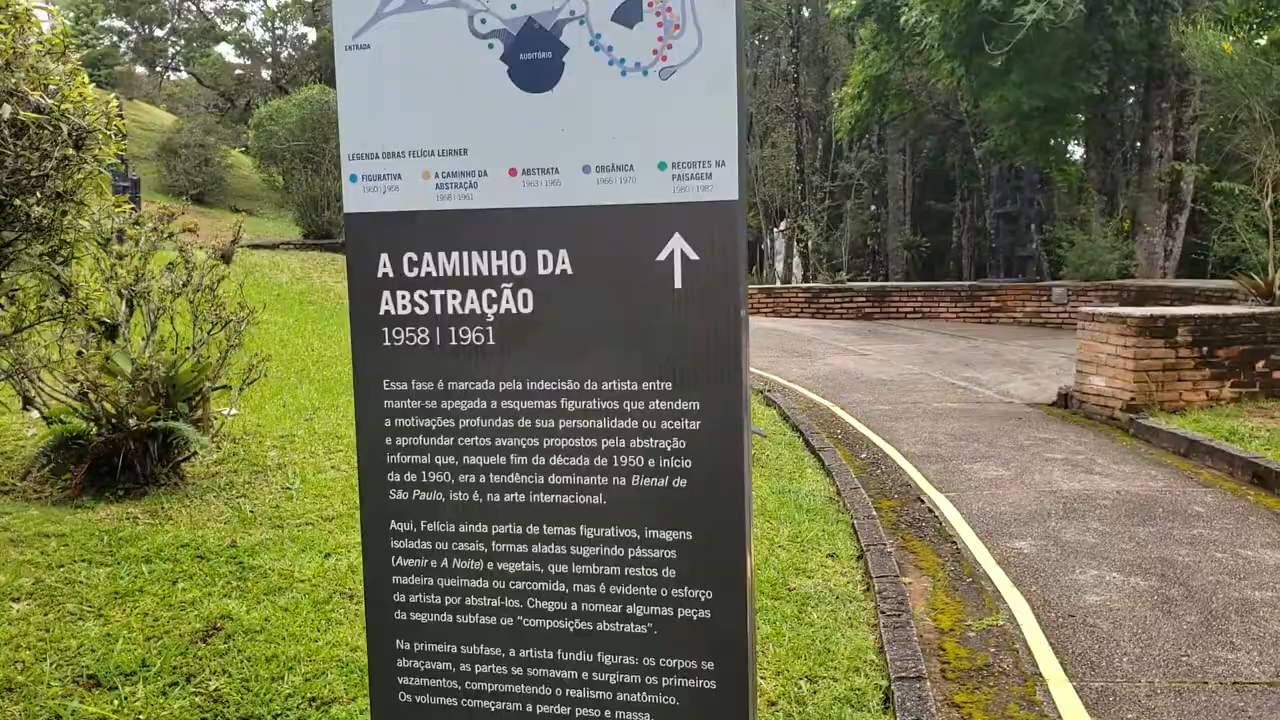 ENTRADA
AUDITÓRIO
LEGENDA OBRAS FELÍCIA LEIRNER
FIGURATIVA
1950 | 1958
A CAMINHO DA
ABSTRAÇÃO
1958 | 1961
ABSTRATA
1963 | 1965
ORGÂNICA
1966 | 1970
RECORTES NA
PAISAGEM
1980 | 1982
A CAMINHO DA
ABSTRAÇÃO
1958 | 1961
Essa fase é marcada pela indecisão da artista entre
manter-se apegada a esquemas figurativos que atendem
a motivações profundas de sua personalidade ou aceitar
e aprofundar certos avanços propostos pela abstração
informal que, naquele fim da década de 1950 e início
da de 1960, era a tendência dominante na Bienal de
São Paulo, isto é, na arte internacional.
Aqui, Felícia ainda partia de temas figurativos, imagens
isoladas ou casais, formas aladas sugerindo pássaros
(Avenir e A Noite) e vegetais, que lembram restos de
madeira queimada ou carcomida, mas é evidente o esforço
da artista por abstraí-los. Chegou a nomear algumas peças
da segunda subfase de "composições abstratas".
Na primeira subfase, a artista fundiu figuras: os corpos se
abraçavam, as partes se somavam e surgiram os primeiros
vazamentos, comprometendo o realismo anatômico.
Os volumes começaram a perder peso e massa.